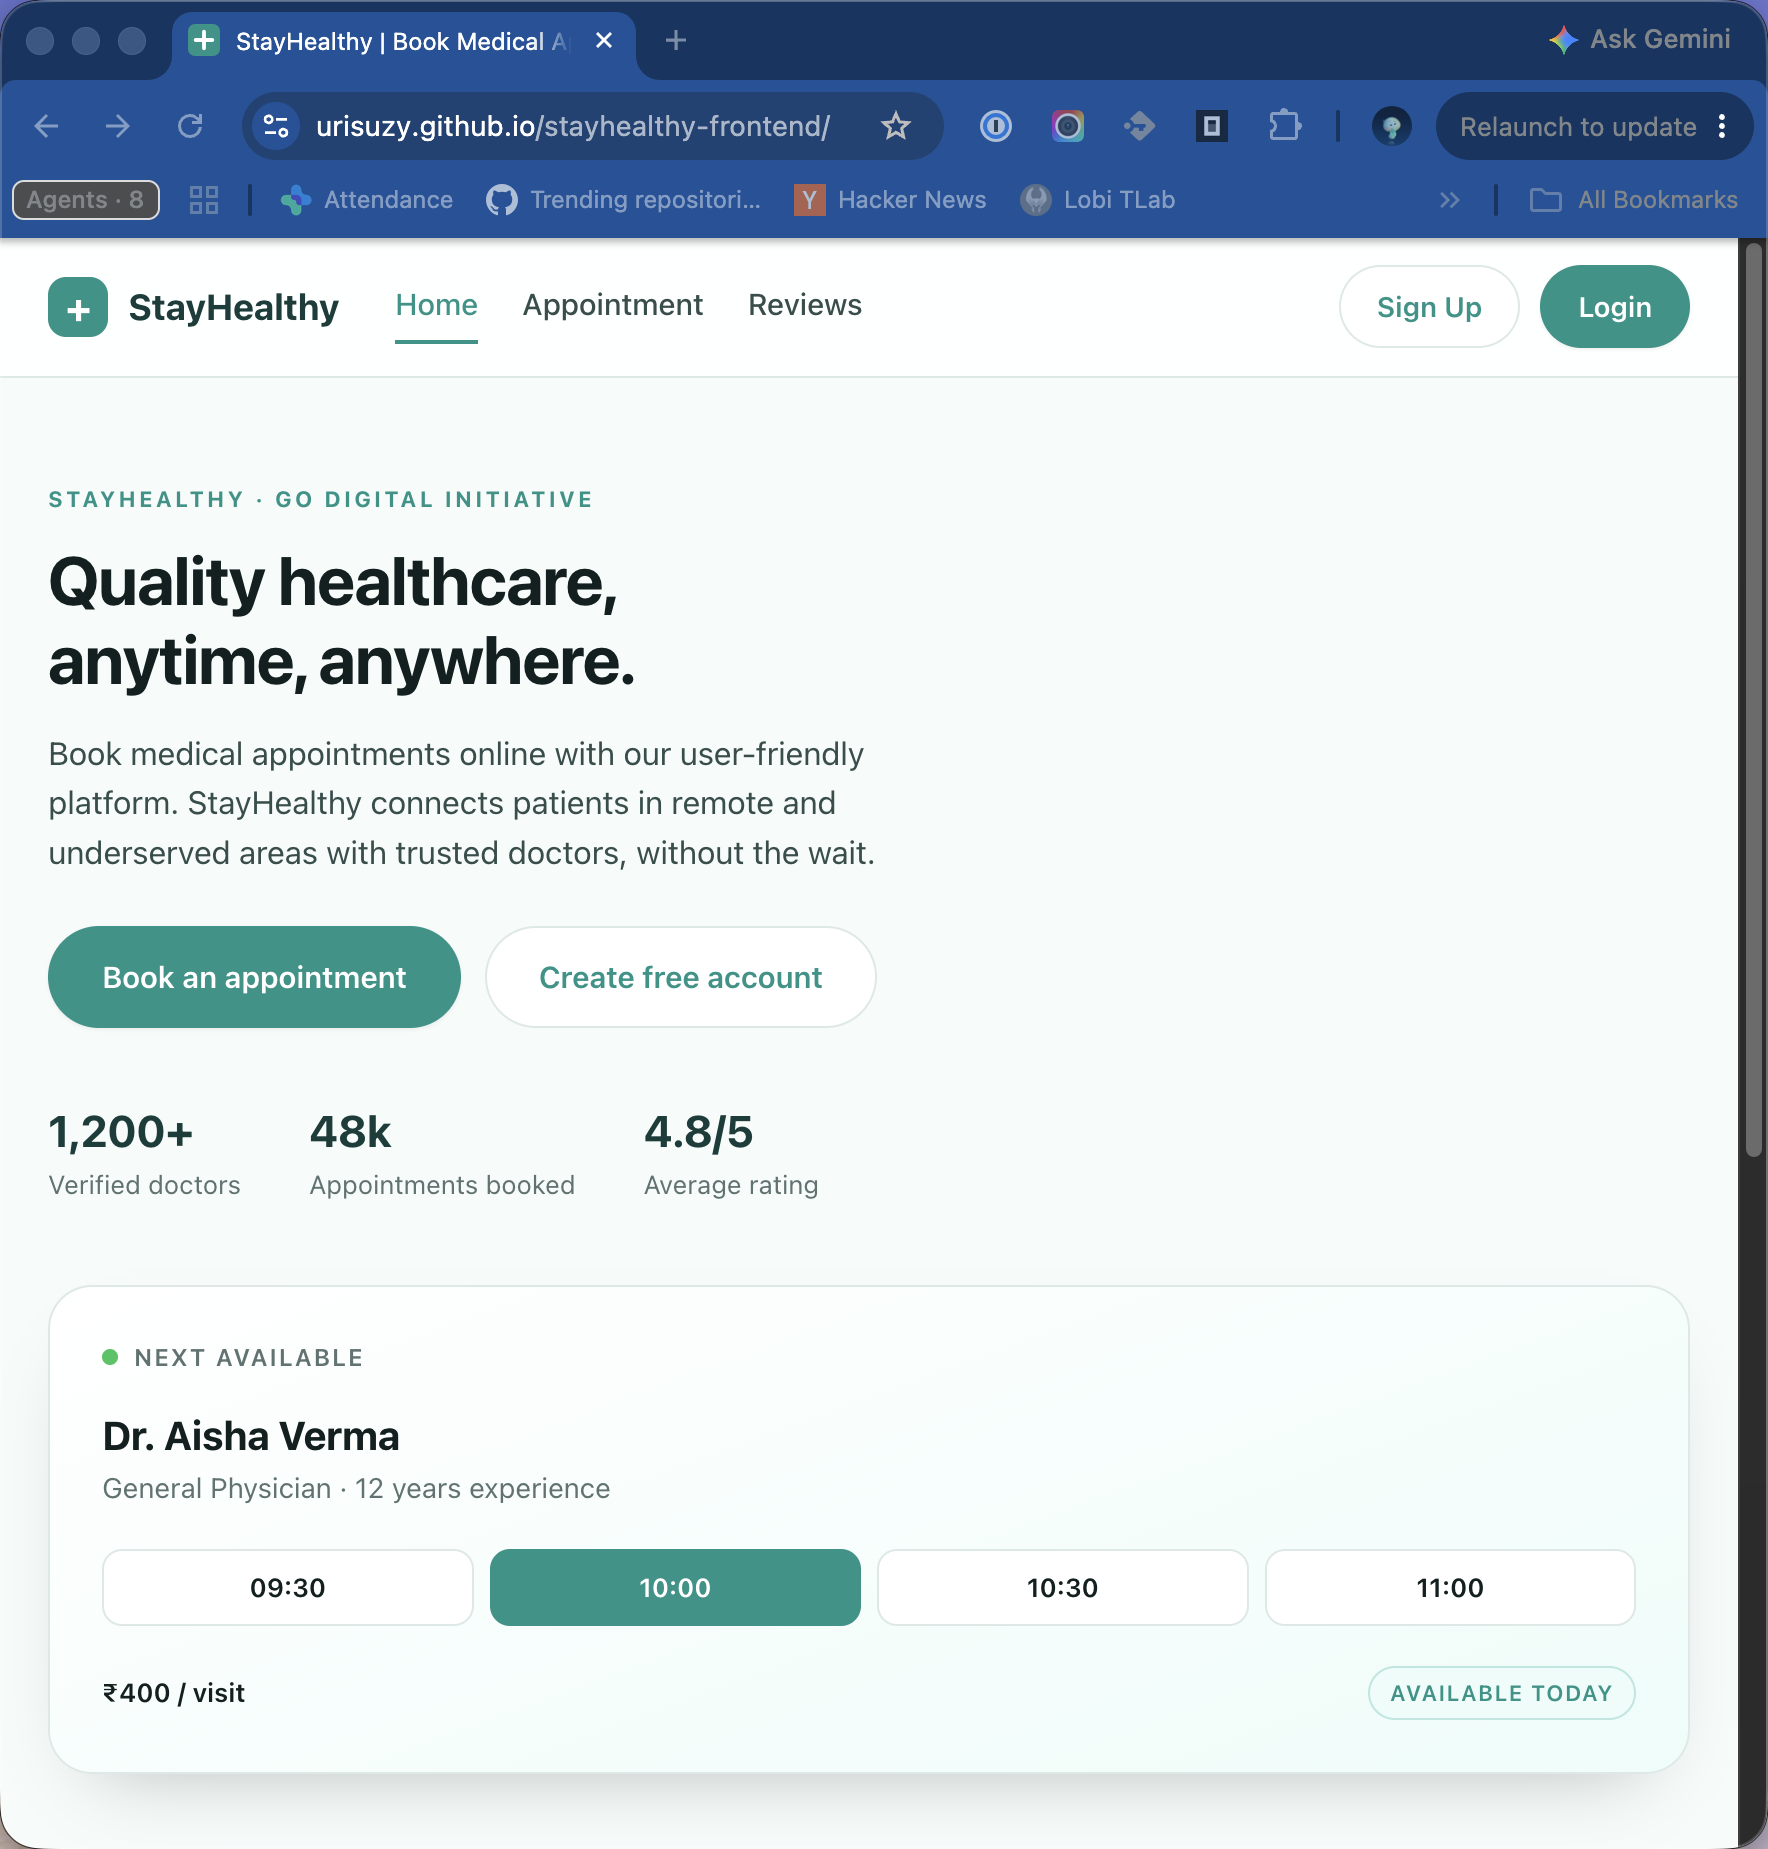 StayHealthy | Book Medical A
Ask Gemini
urisuzy.github.io/stayhealthy-frontend/
Relaunch to update
Agents · 8
Attendance
Trending repositori...
Y
Hacker News
Lobi TLab
All Bookmarks
StayHealthy
Home
Appointment
Reviews
Sign Up
Login
STAYHEALTHY · GO DIGITAL INITIATIVE
Quality healthcare,
anytime, anywhere.
Book medical appointments online with our user-friendly
platform. StayHealthy connects patients in remote and
underserved areas with trusted doctors, without the wait.
Book an appointment
Create free account
1,200+
48k
4.8/5
Verified doctors
Appointments booked
Average rating
NEXT AVAILABLE
Dr. Aisha Verma
General Physician · 12 years experience
09:30
10:00
10:30
11:00
₹400 / visit
AVAILABLE TODAY